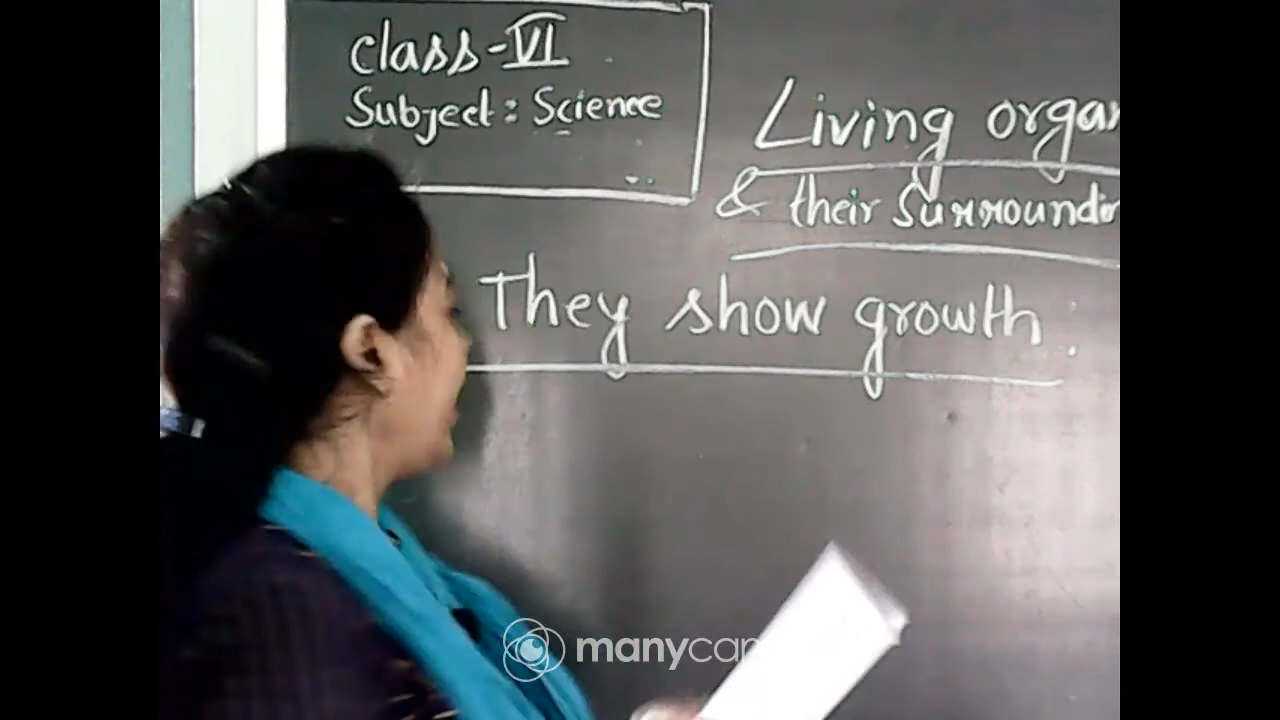 Class-VI
Subject: Science
Living organ
& their Surroundin
They show growth:
manycam